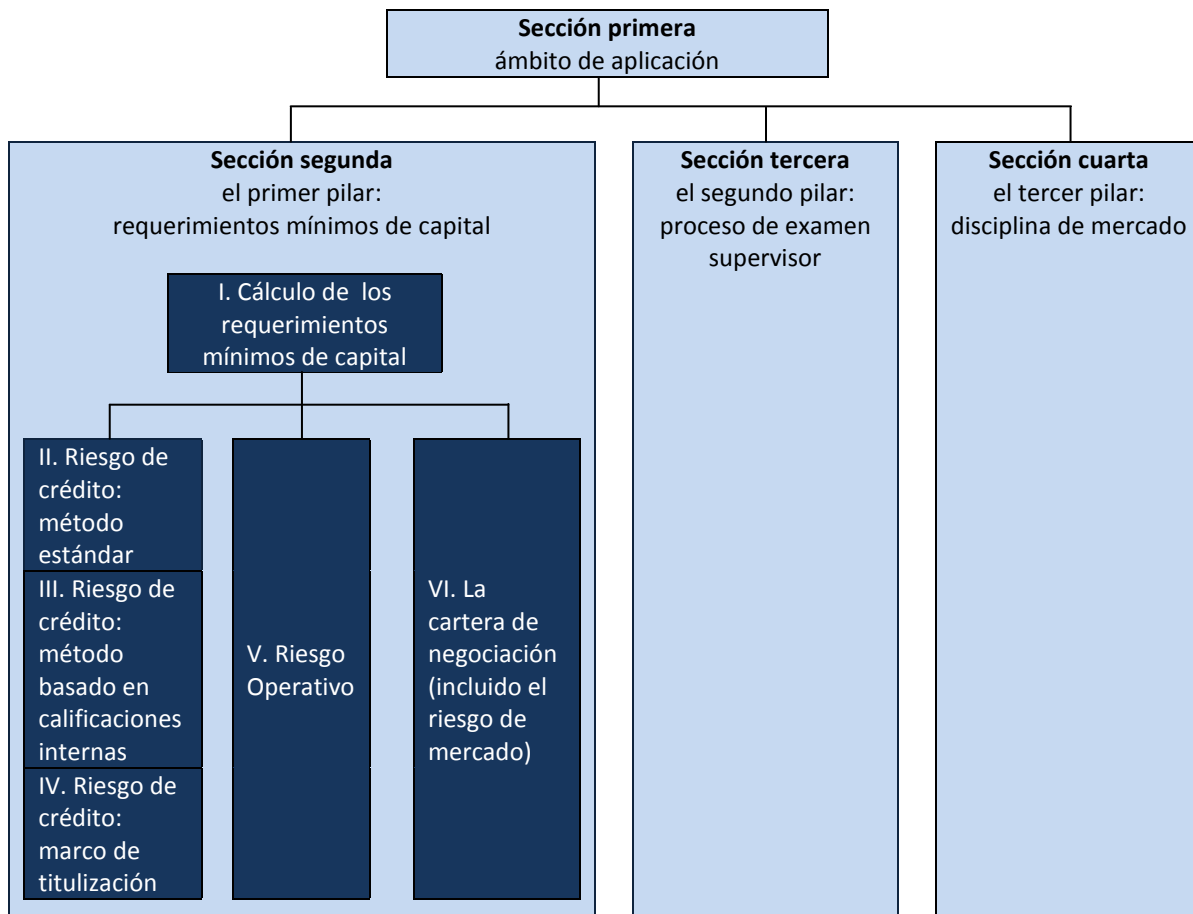 Sección primera
ámbito de aplicación
Sección segunda
el primer pilar:
requerimientos mínimos de capital
I. Cálculo de  los
requerimientos
mínimos de capital
II. Riesgo de
crédito:
método
estándar
III. Riesgo de
crédito:
método
basado en
calificaciones
internas
IV. Riesgo de
crédito:
marco de
titulización
V. Riesgo
Operativo
VI. La
cartera de
negociación
(incluido el
riesgo de
mercado)
Sección tercera
el segundo pilar:
proceso de examen
supervisor
Sección cuarta
el tercer pilar:
disciplina de mercado